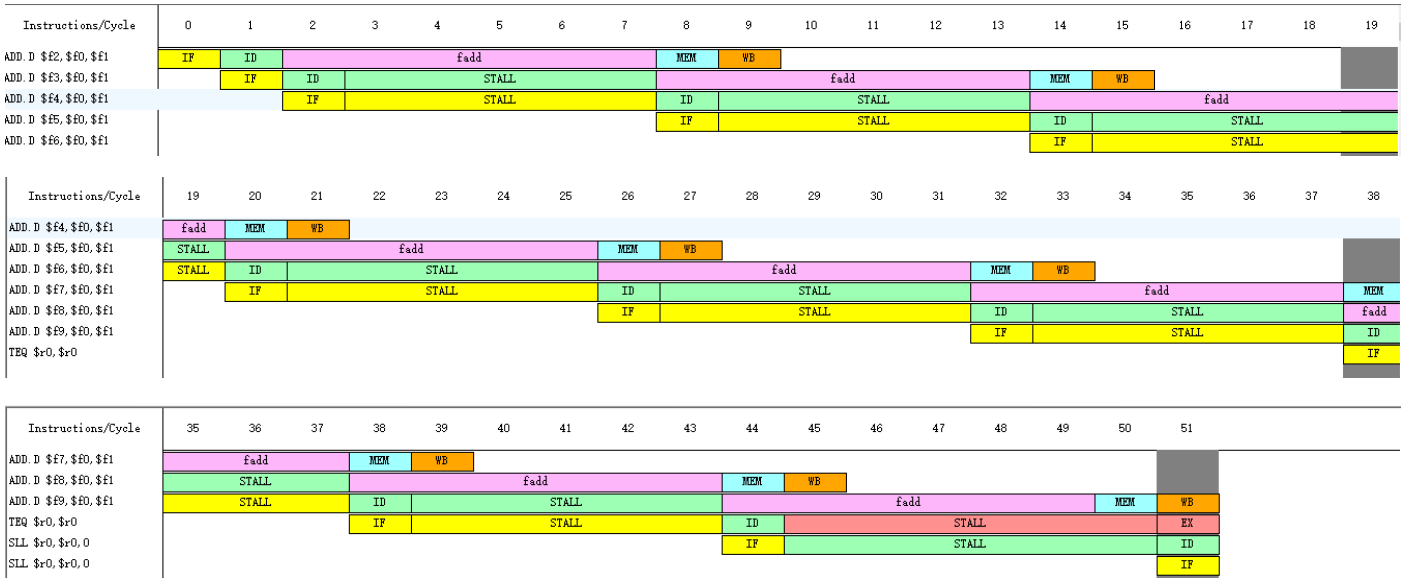 Instructions/Cycle 0 1 2 3 4 5 6 7 8 9 10 11 12 13 14 15 16 17 18 19
ADD.D $f2,$f0,$f1 IF ID fadd MEM WB
ADD.D $f3,$f0,$f1 IF ID STALL fadd MEM WB
ADD.D $f4,$f0,$f1 IF STALL ID STALL fadd
ADD.D $f5,$f0,$f1 IF STALL ID STALL
ADD.D $f6,$f0,$f1 IF STALL
Instructions/Cycle 19 20 21 22 23 24 25 26 27 28 29 30 31 32 33 34 35 36 37 38
ADD.D $f4,$f0,$f1 fadd MEM WB
ADD.D $f5,$f0,$f1 STALL fadd MEM WB
ADD.D $f6,$f0,$f1 STALL ID STALL fadd MEM WB
ADD.D $f7,$f0,$f1 IF STALL ID STALL fadd MEM
ADD.D $f8,$f0,$f1 IF STALL ID STALL fadd
ADD.D $f9,$f0,$f1 IF STALL ID
TEQ $r0,$r0 IF
Instructions/Cycle 35 36 37 38 39 40 41 42 43 44 45 46 47 48 49 50 51
ADD.D $f7,$f0,$f1 fadd MEM WB
ADD.D $f8,$f0,$f1 STALL fadd MEM WB
ADD.D $f9,$f0,$f1 STALL ID STALL fadd MEM WB
TEQ $r0,$r0 IF STALL ID STALL EX
SLL $r0,$r0,0 IF STALL ID
SLL $r0,$r0,0 IF